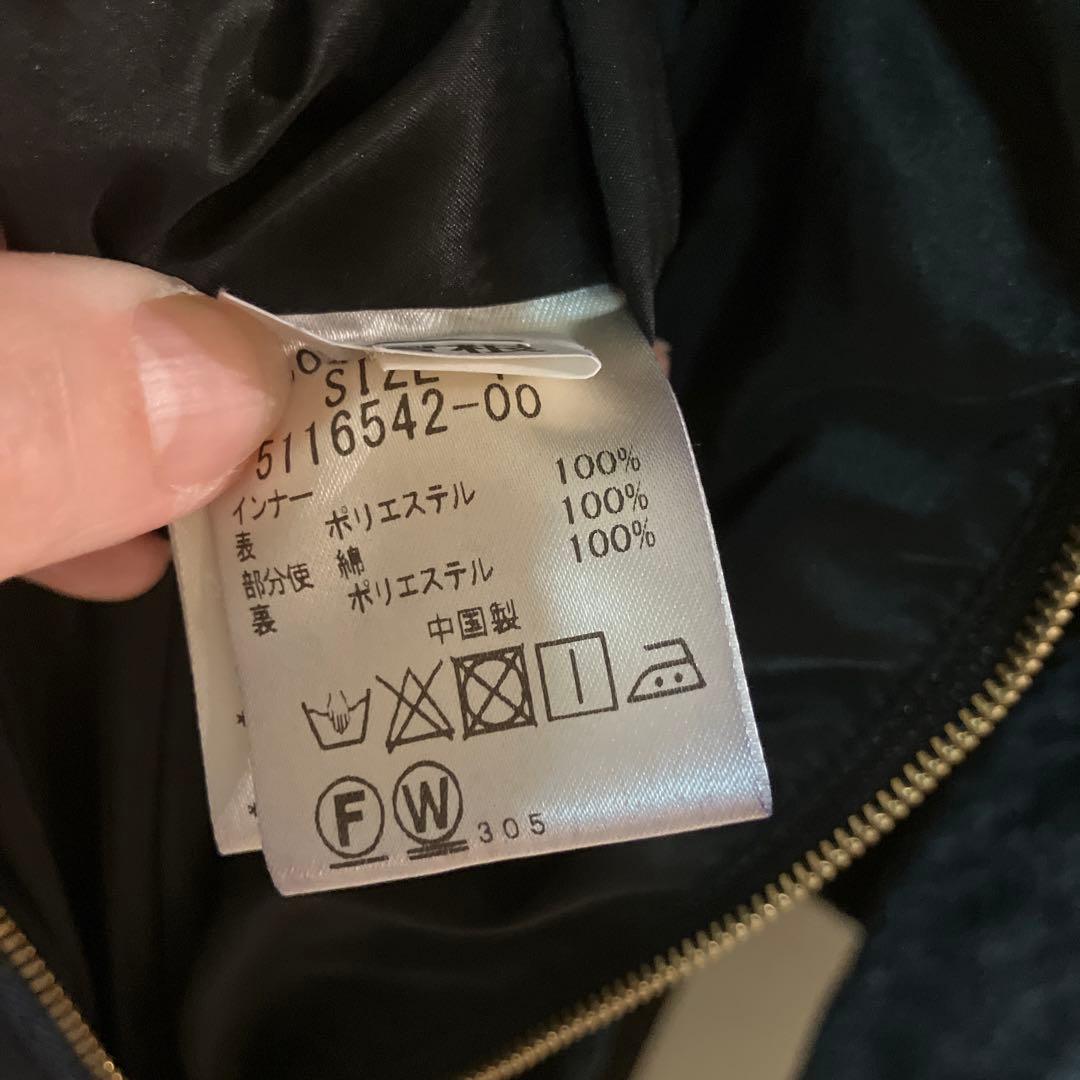 SIZE
5116542-00
インナー
表 ポリエステル 100%
部分使 綿 100%
裏 ポリエステル 100%
中国製
F W 305